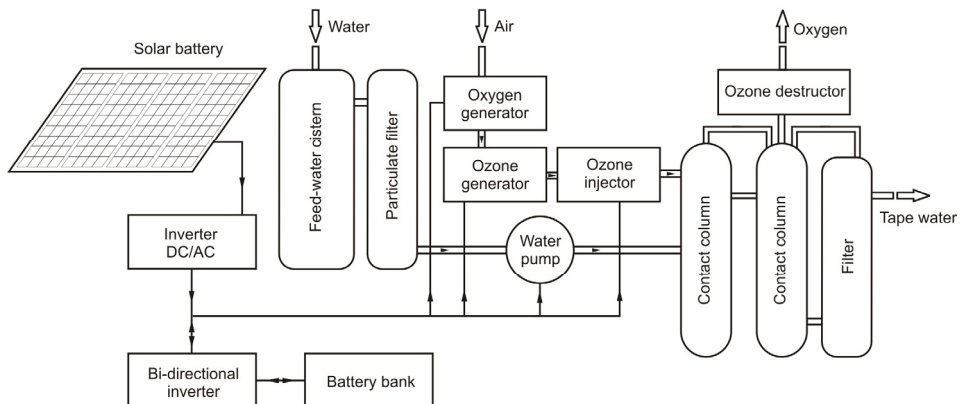 Water
Air
Oxygen
Solar battery
Feed-water cistern
Particulate filter
Oxygen
generator
Ozone destructor
Ozone
generator
Ozone
injector
Contact column
Contact column
Filter
Tape water
Inverter
DC/AC
Water
pump
Bi-directional
inverter
Battery bank